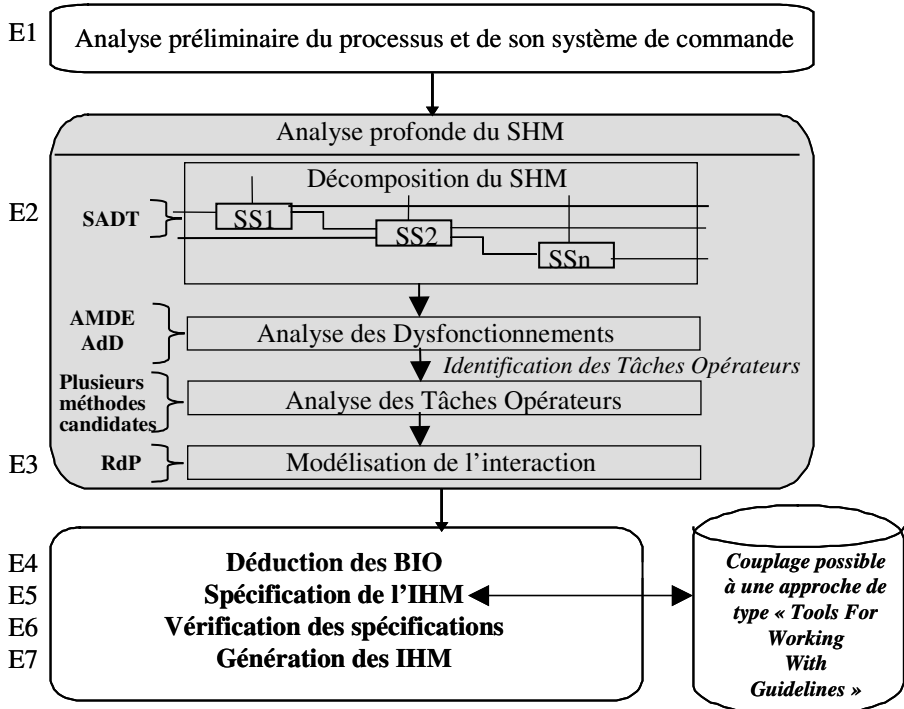 E1
Analyse préliminaire du processus et de son système de commande
Analyse profonde du SHM
Décomposition du SHM
E2
SADT
SS1
SS2
SSn
AMDE
AdD
Analyse des Dysfonctionnements
Identification des Tâches Opérateurs
Plusieurs
méthodes
candidates
Analyse des Tâches Opérateurs
E3
RdP
Modélisation de l'interaction
E4
Déduction des BIO
E5
Spécification de l'IHM
E6
Vérification des spécifications
E7
Génération des IHM
Couplage possible
à une approche de
type « Tools For
Working
With
Guidelines »